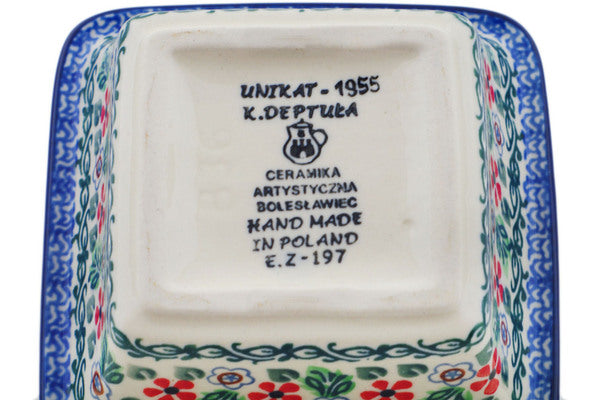 UNIKAT - 1955
K. DEPTUŁA
CERAMIKA
ARTYSTYCZNA
BOLESŁAWIEC
HAND MADE
IN POLAND
E.Z - 197